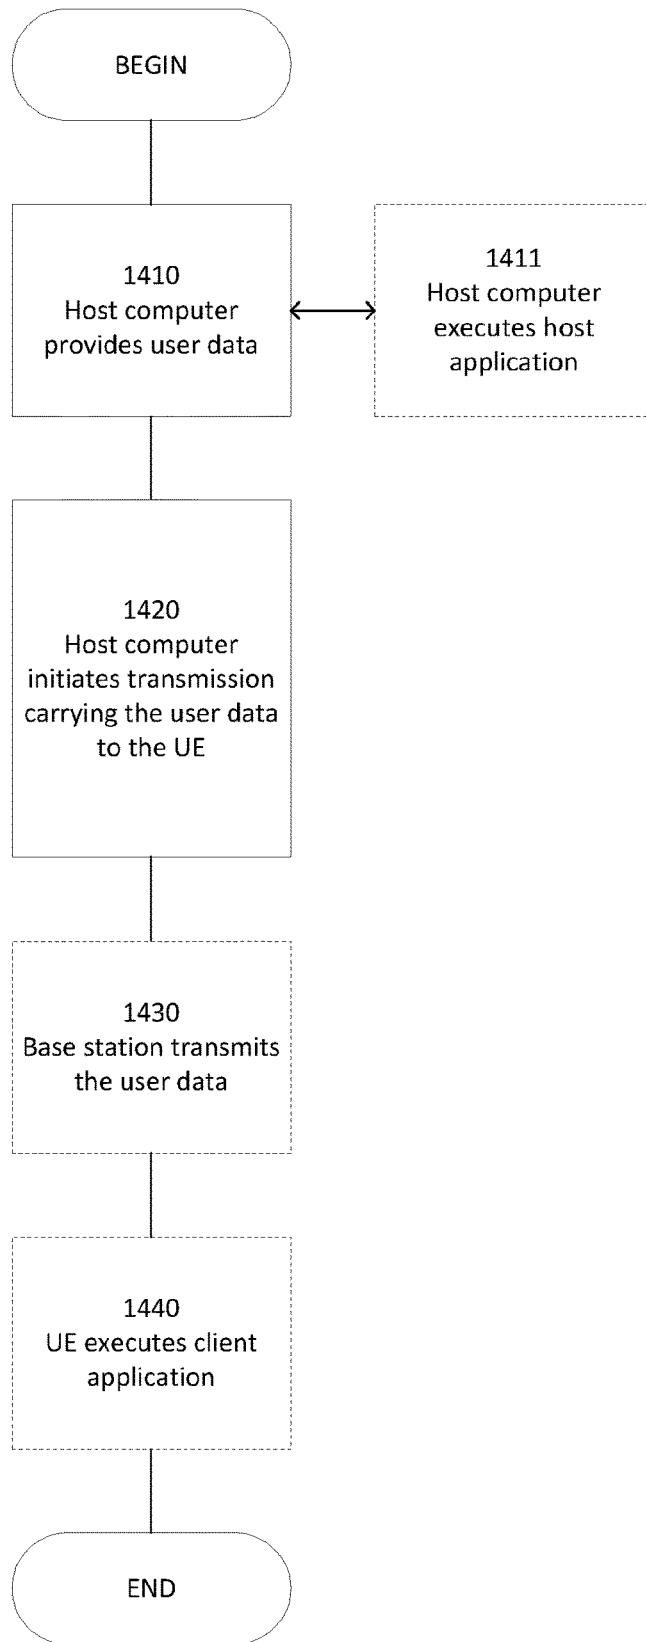 BEGIN
1410
Host computer
provides user data
1411
Host computer
executes host
application
1420
Host computer
initiates transmission
carrying the user data
to the UE
1430
Base station transmits
the user data
1440
UE executes client
application
END